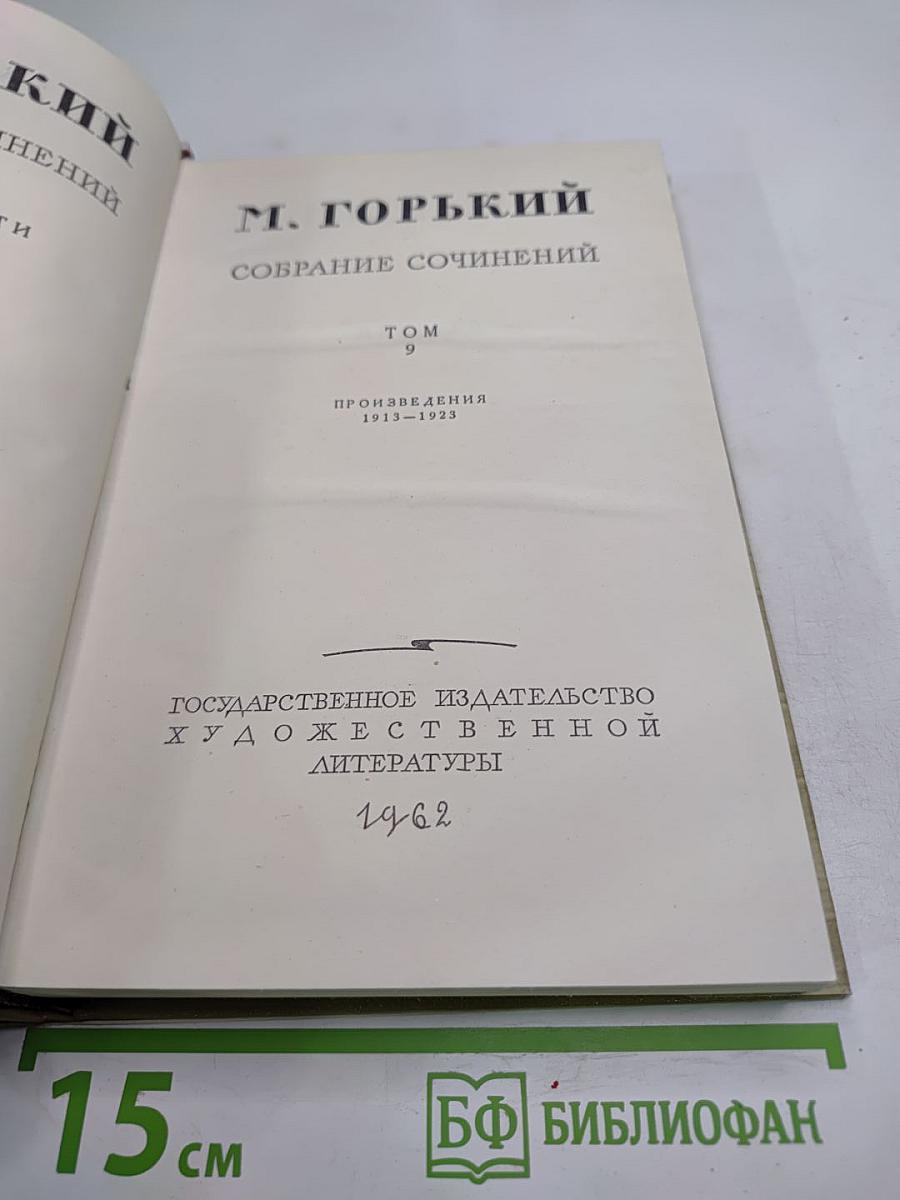 КИЙ
НЕНИЙ
ТИ
М. ГОРЬКИЙ
СОБРАНИЕ СОЧИНЕНИЙ
ТОМ
9
ПРОИЗВЕДЕНИЯ
1913—1923
ГОСУДАРСТВЕННОЕ ИЗДАТЕЛЬСТВО
ХУДОЖЕСТВЕННОЙ
ЛИТЕРАТУРЫ
1962
15 см
БФ БИБЛИОФАН